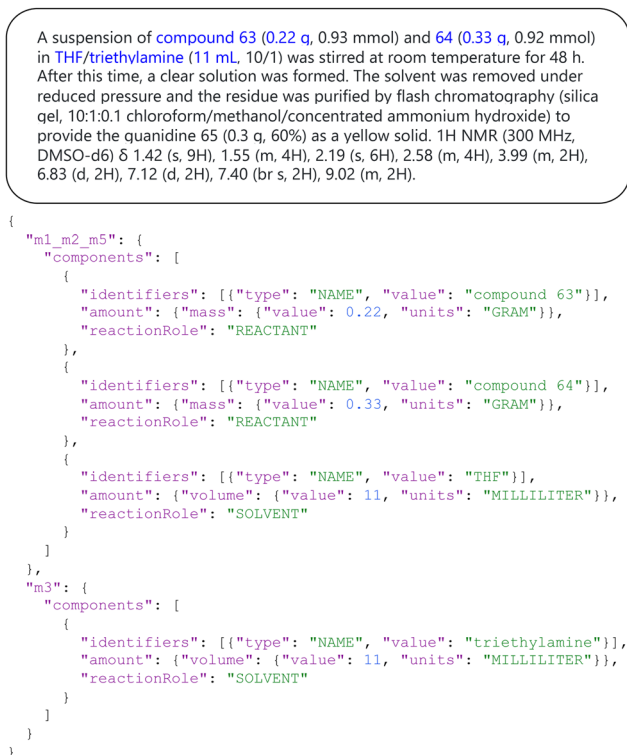 A suspension of compound 63 (0.22 g, 0.93 mmol) and 64 (0.33 g, 0.92 mmol)
in THF/triethylamine (11 mL, 10/1) was stirred at room temperature for 48 h.
After this time, a clear solution was formed. The solvent was removed under
reduced pressure and the residue was purified by flash chromatography (silica
gel, 10:1:0.1 chloroform/methanol/concentrated ammonium hydroxide) to
provide the guanidine 65 (0.3 g, 60%) as a yellow solid. 1H NMR (300 MHz,
DMSO-d6) δ 1.42 (s, 9H), 1.55 (m, 4H), 2.19 (s, 6H), 2.58 (m, 4H), 3.99 (m, 2H),
6.83 (d, 2H), 7.12 (d, 2H), 7.40 (br s, 2H), 9.02 (m, 2H).
{
  "m1_m2_m5": {
    "components": [
      {
        "identifiers": [{"type": "NAME", "value": "compound 63"}],
        "amount": {"mass": {"value": 0.22, "units": "GRAM"}},
        "reactionRole": "REACTANT"
      },
      {
        "identifiers": [{"type": "NAME", "value": "compound 64"}],
        "amount": {"mass": {"value": 0.33, "units": "GRAM"}},
        "reactionRole": "REACTANT"
      },
      {
        "identifiers": [{"type": "NAME", "value": "THF"}],
        "amount": {"volume": {"value": 11, "units": "MILLILITER"}},
        "reactionRole": "SOLVENT"
      }
    ]
  },
  "m3": {
    "components": [
      {
        "identifiers": [{"type": "NAME", "value": "triethylamine"}],
        "amount": {"volume": {"value": 11, "units": "MILLILITER"}},
        "reactionRole": "SOLVENT"
      }
    ]
  }
}